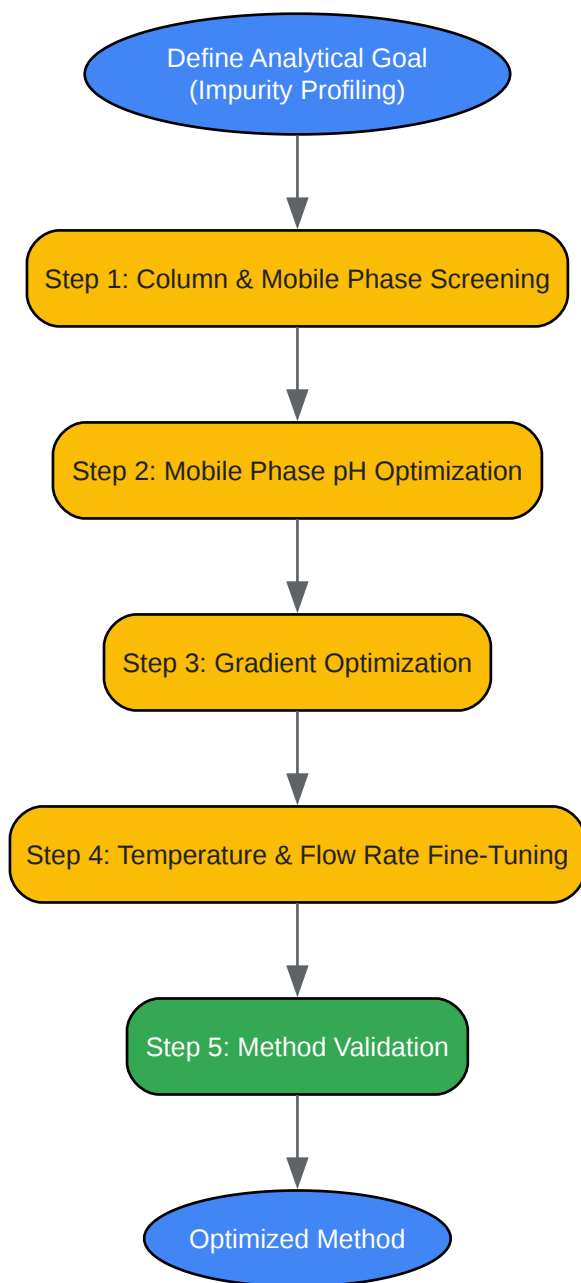 Define Analytical Goal
(Impurity Profiling)
Step 1: Column & Mobile Phase Screening
Step 2: Mobile Phase pH Optimization
Step 3: Gradient Optimization
Step 4: Temperature & Flow Rate Fine-Tuning
Step 5: Method Validation
Optimized Method